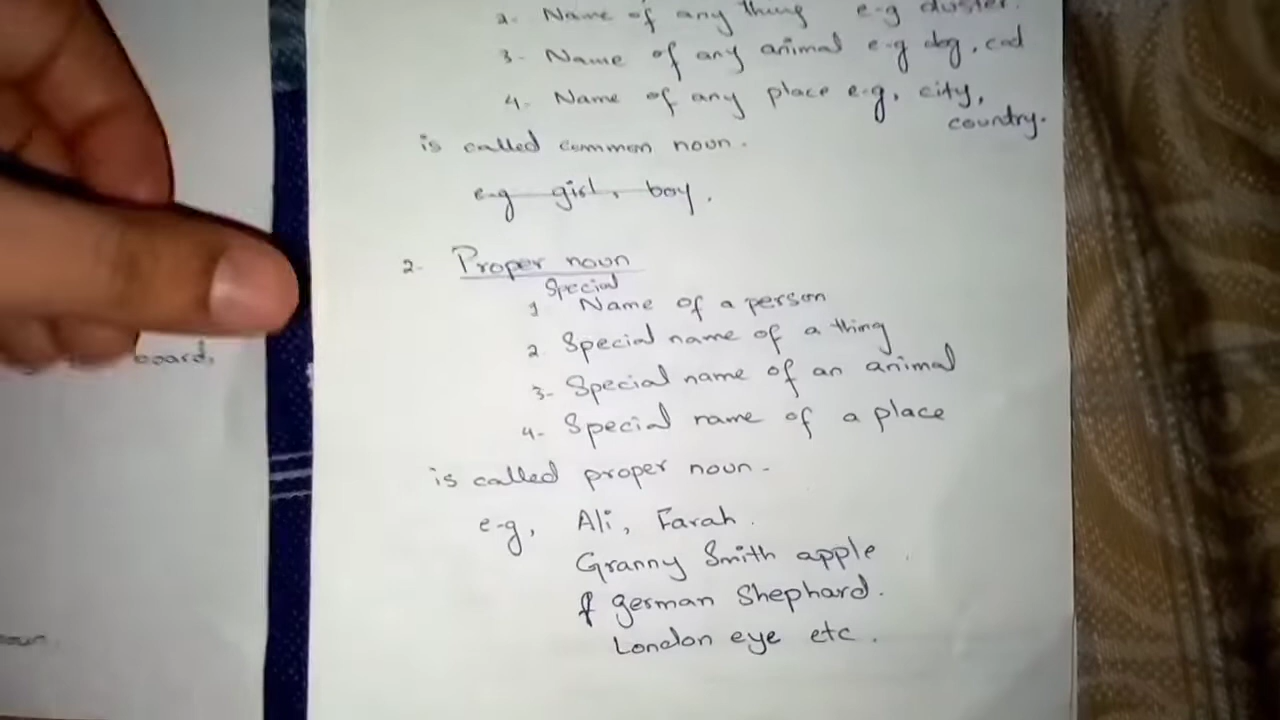 2- Name of any thing e-g duster.
3- Name of any animal e-g dog, cad
4- Name of any place e.g, city,
country.
is called common noun.
e-g girl, boy.
2- Proper noun
Special
1 Name of a person
2 Special name of a thing
3- Special name of an animal
4- Special name of a place
is called proper noun-
e-g, Ali, Farah.
Granny Smith apple
german Shephard.
London eye etc.
board,
noun